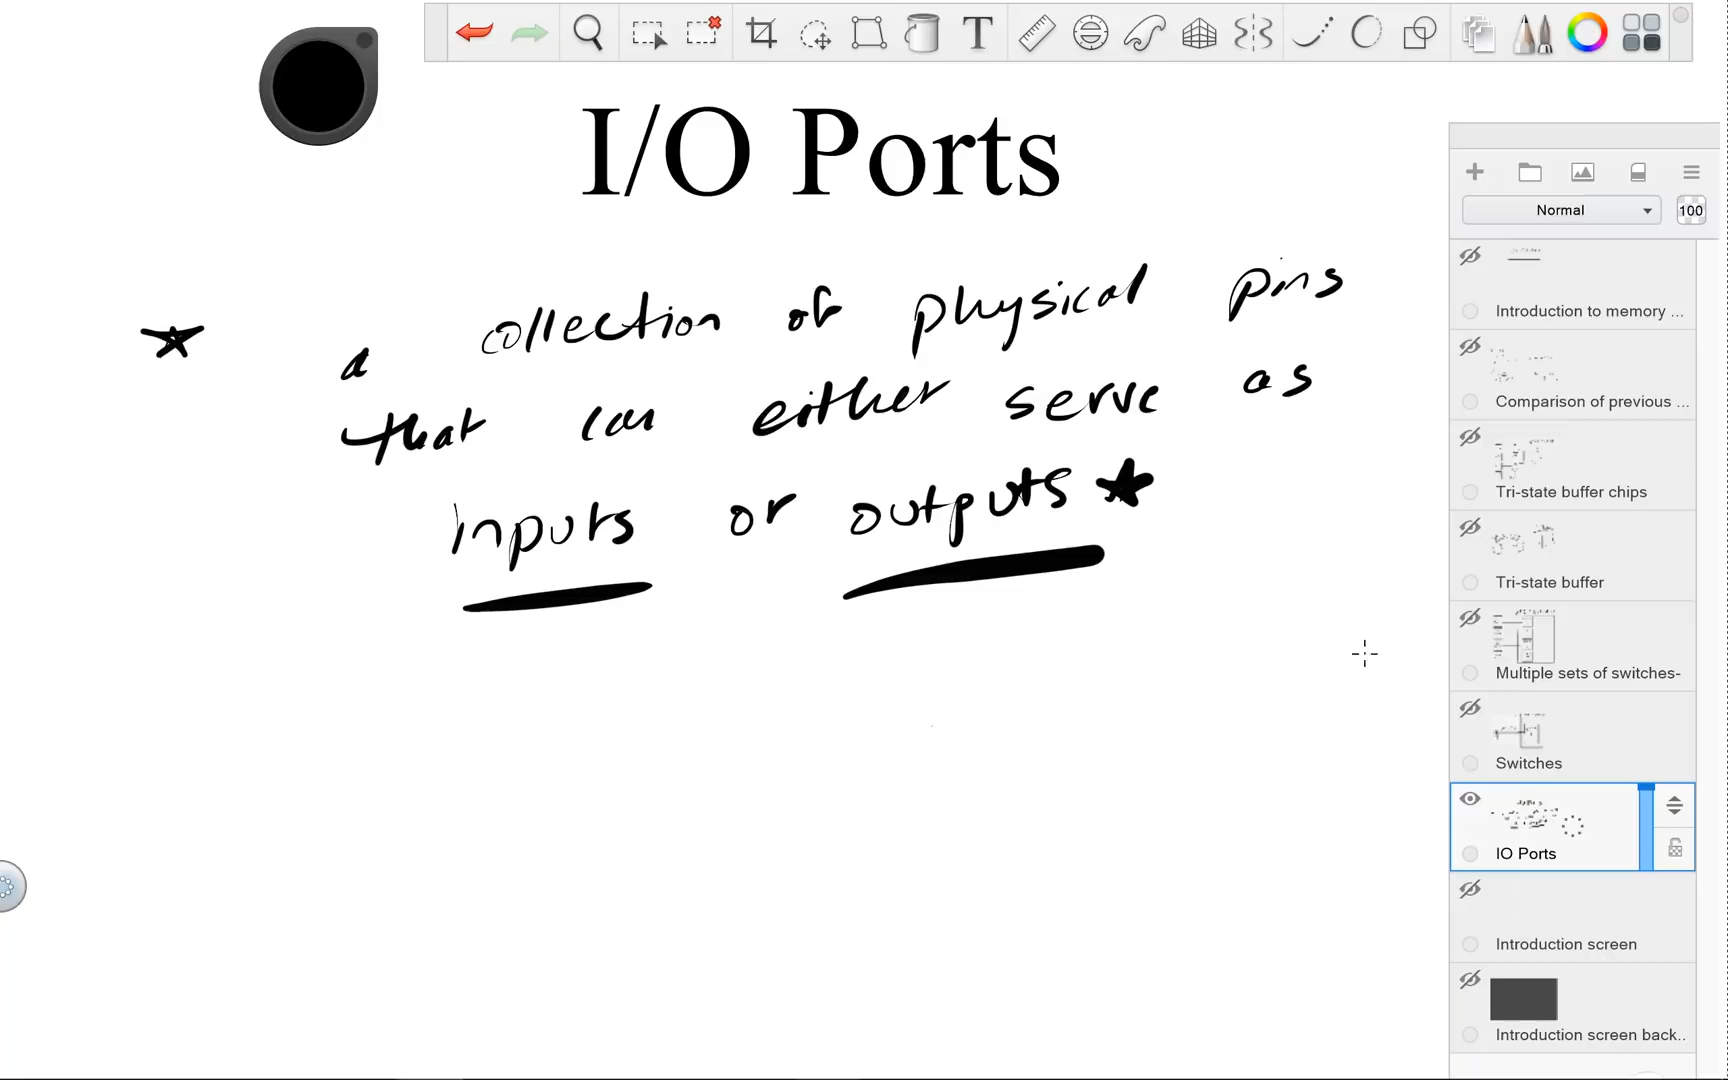 I/O Ports
a collection of physical pins
that can either serve as
inputs or outputs
Normal
100
Introduction to memory ...
Comparison of previous ...
Tri-state buffer chips
Tri-state buffer
Multiple sets of switches-
Switches
IO Ports
Introduction screen
Introduction screen back..